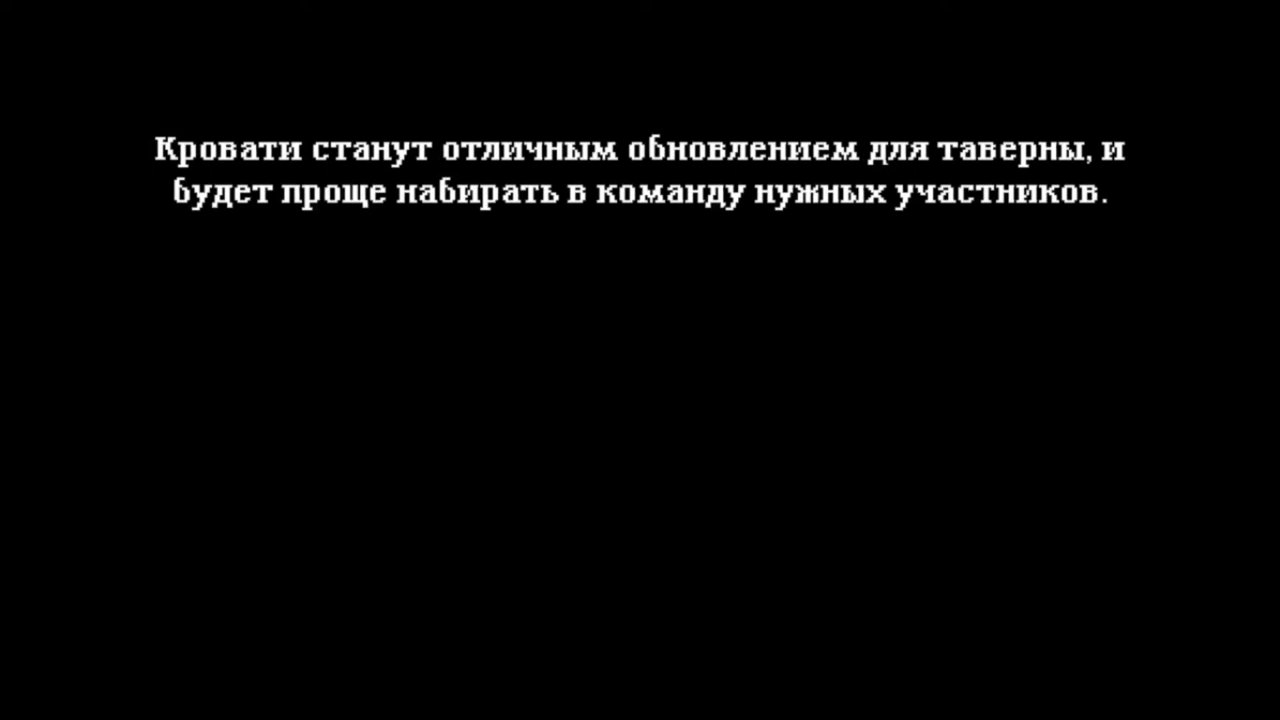 Кровати станут отличным обновлением для таверны, и
будет проще набирать в команду нужных участников.